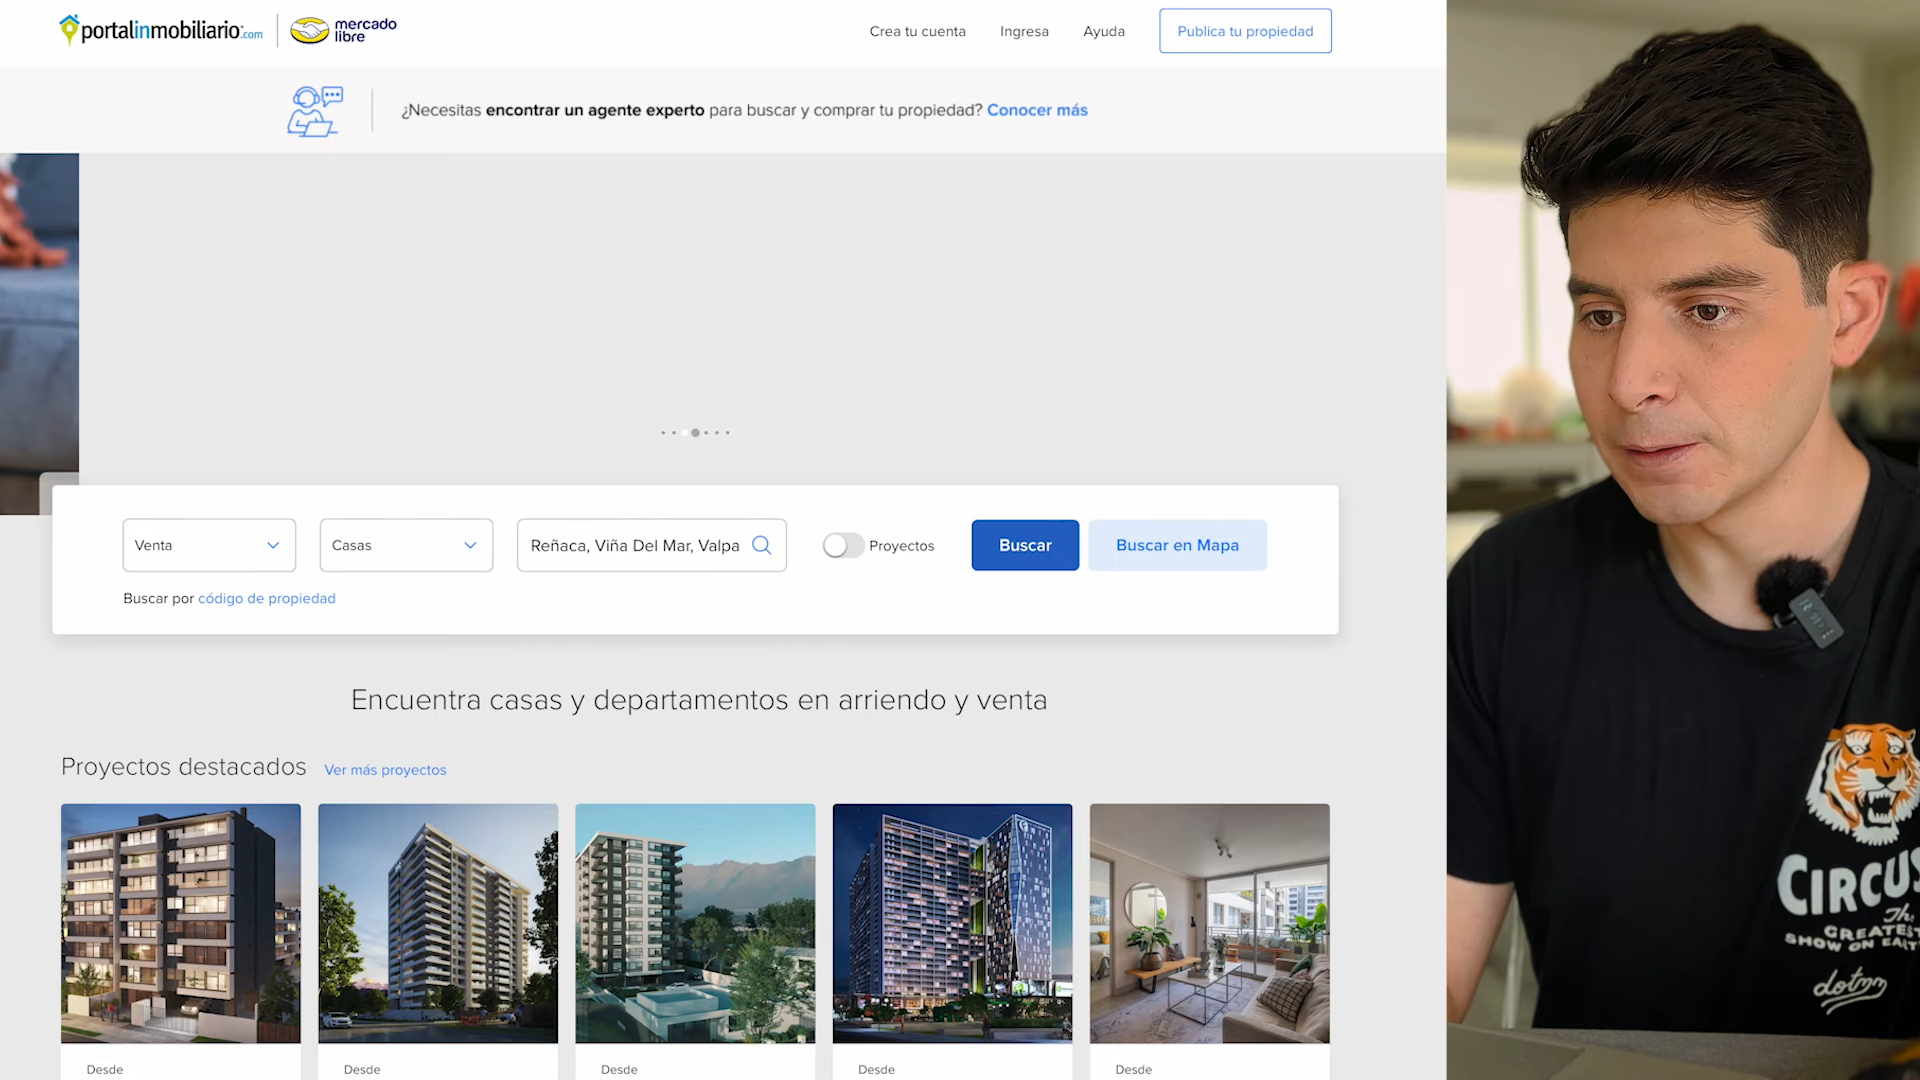 portalinmobiliario.com
mercado
libre
Crea tu cuenta
Ingresa
Ayuda
Publica tu propiedad
¿Necesitas encontrar un agente experto para buscar y comprar tu propiedad? Conocer más
Venta
Casas
Reñaca, Viña Del Mar, Valpa
Proyectos
Buscar
Buscar en Mapa
Buscar por código de propiedad
Encuentra casas y departamentos en arriendo y venta
Proyectos destacados
Ver más proyectos
Desde
Desde
Desde
Desde
Desde
RØDE
CIRCUS
The
GREATEST
SHOW ON EART